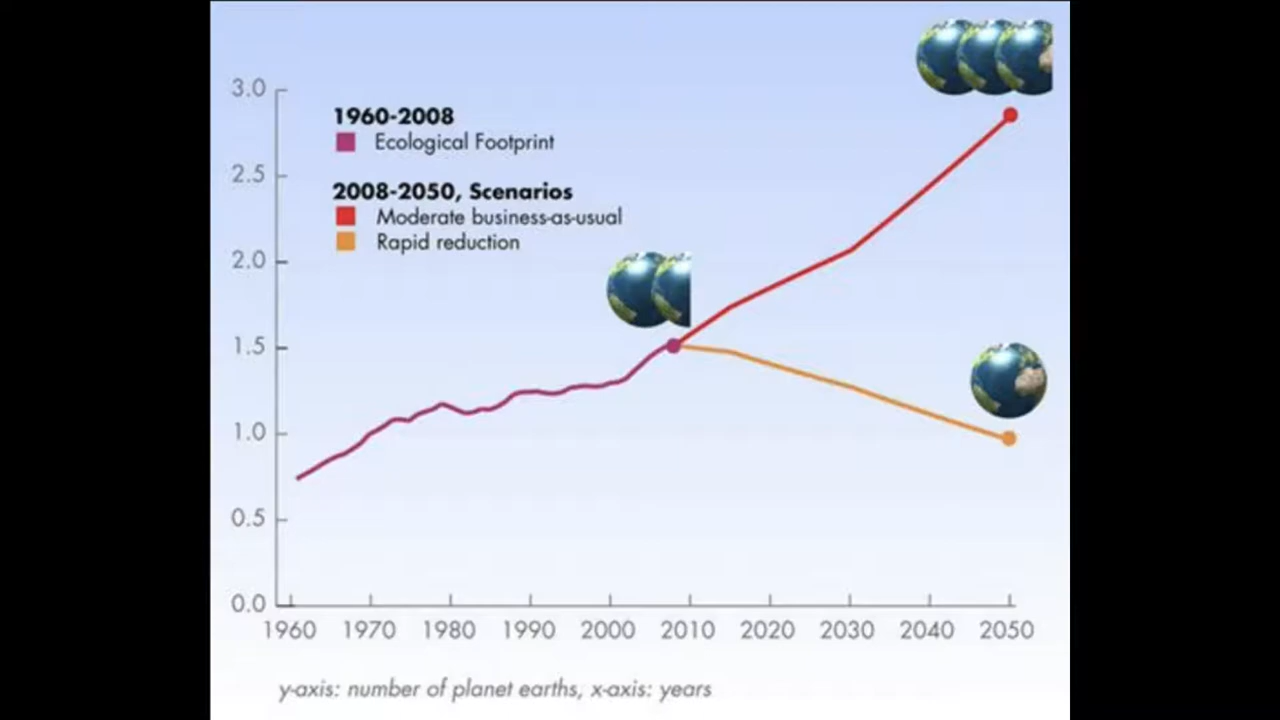 3.0
1960-2008
Ecological Footprint
2.5
2008-2050, Scenarios
Moderate business-as-usual
Rapid reduction
2.0
1.5
1.0
0.5
0.0
1960 1970 1980 1990 2000 2010 2020 2030 2040 2050
y-axis: number of planet earths, x-axis: years